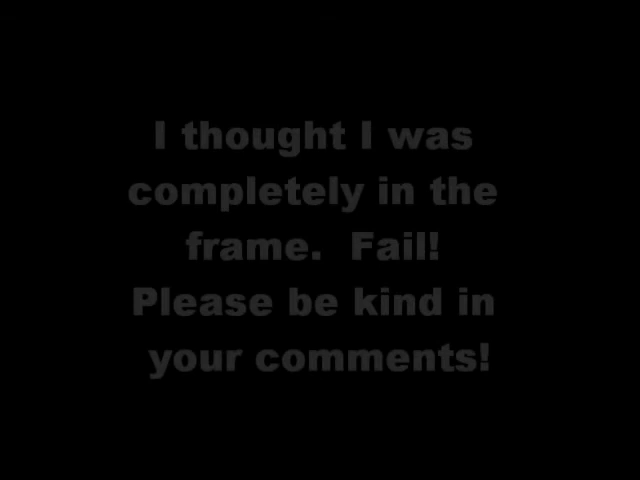 I thought I was
completely in the
frame.  Fail!
Please be kind in
your comments!